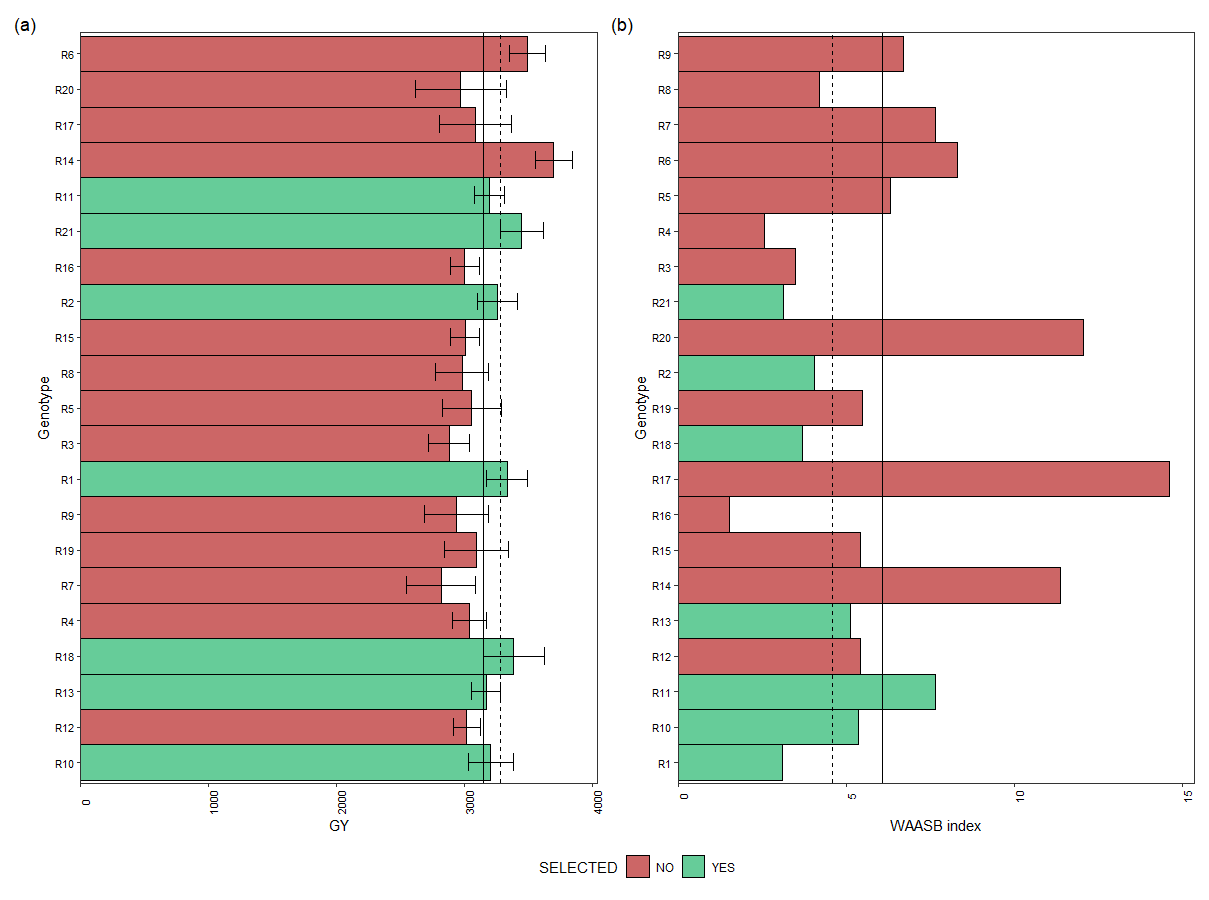 (a)
Genotype
R6
R20
R17
R14
R11
R21
R16
R2
R15
R8
R5
R3
R1
R9
R19
R7
R4
R18
R13
R12
R10
0
1000
2000
3000
4000
GY
(b)
Genotype
R9
R8
R7
R6
R5
R4
R3
R21
R20
R2
R19
R18
R17
R16
R15
R14
R13
R12
R11
R10
R1
0
5
10
15
WAASB index
SELECTED NO YES